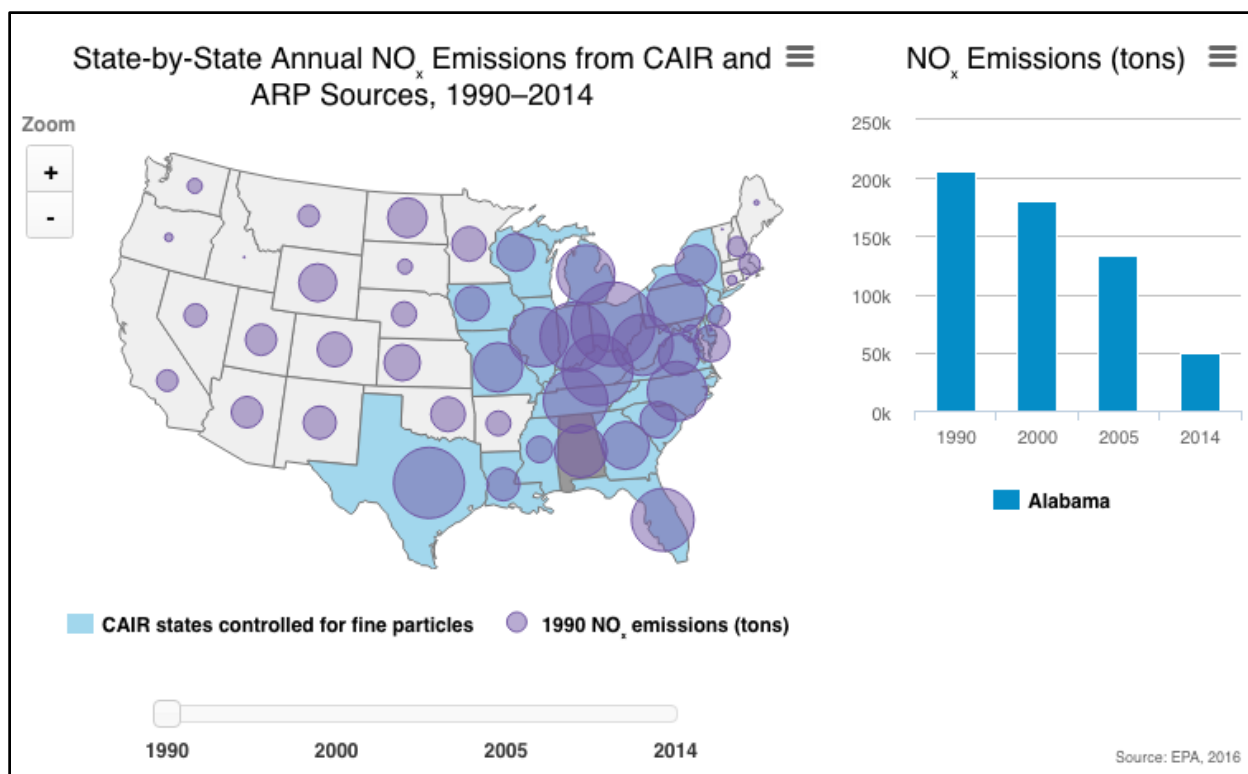 State-by-State Annual NOₓ Emissions from CAIR and
ARP Sources, 1990–2014
Zoom
+
-
CAIR states controlled for fine particles
1990 NOₓ emissions (tons)
1990
2000
2005
2014
NOₓ Emissions (tons)
250k
200k
150k
100k
50k
0k
1990
2000
2005
2014
Alabama
Source: EPA, 2016